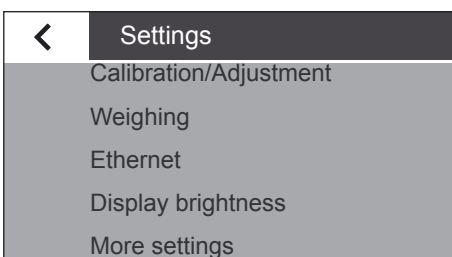 Settings
Calibration/Adjustment
Weighing
Ethernet
Display brightness
More settings